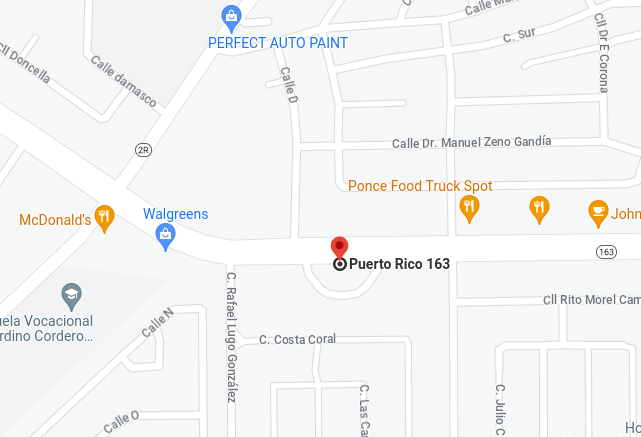 Calle Ma
C. Sur
PERFECT AUTO PAINT
Cll Dr E Corona
Cll Doncella
Calle damasco
Calle D
2R
Calle Dr. Manuel Zeno Gandía
Ponce Food Truck Spot
Walgreens
McDonald's
John
163
Puerto Rico 163
C. Rafael Lugo González
uela Vocacional
rdino Cordero...
Cll Rito Morel Cam
Calle N
C. Costa Coral
C. Las Ca
C. Julio C
Calle O
Ho